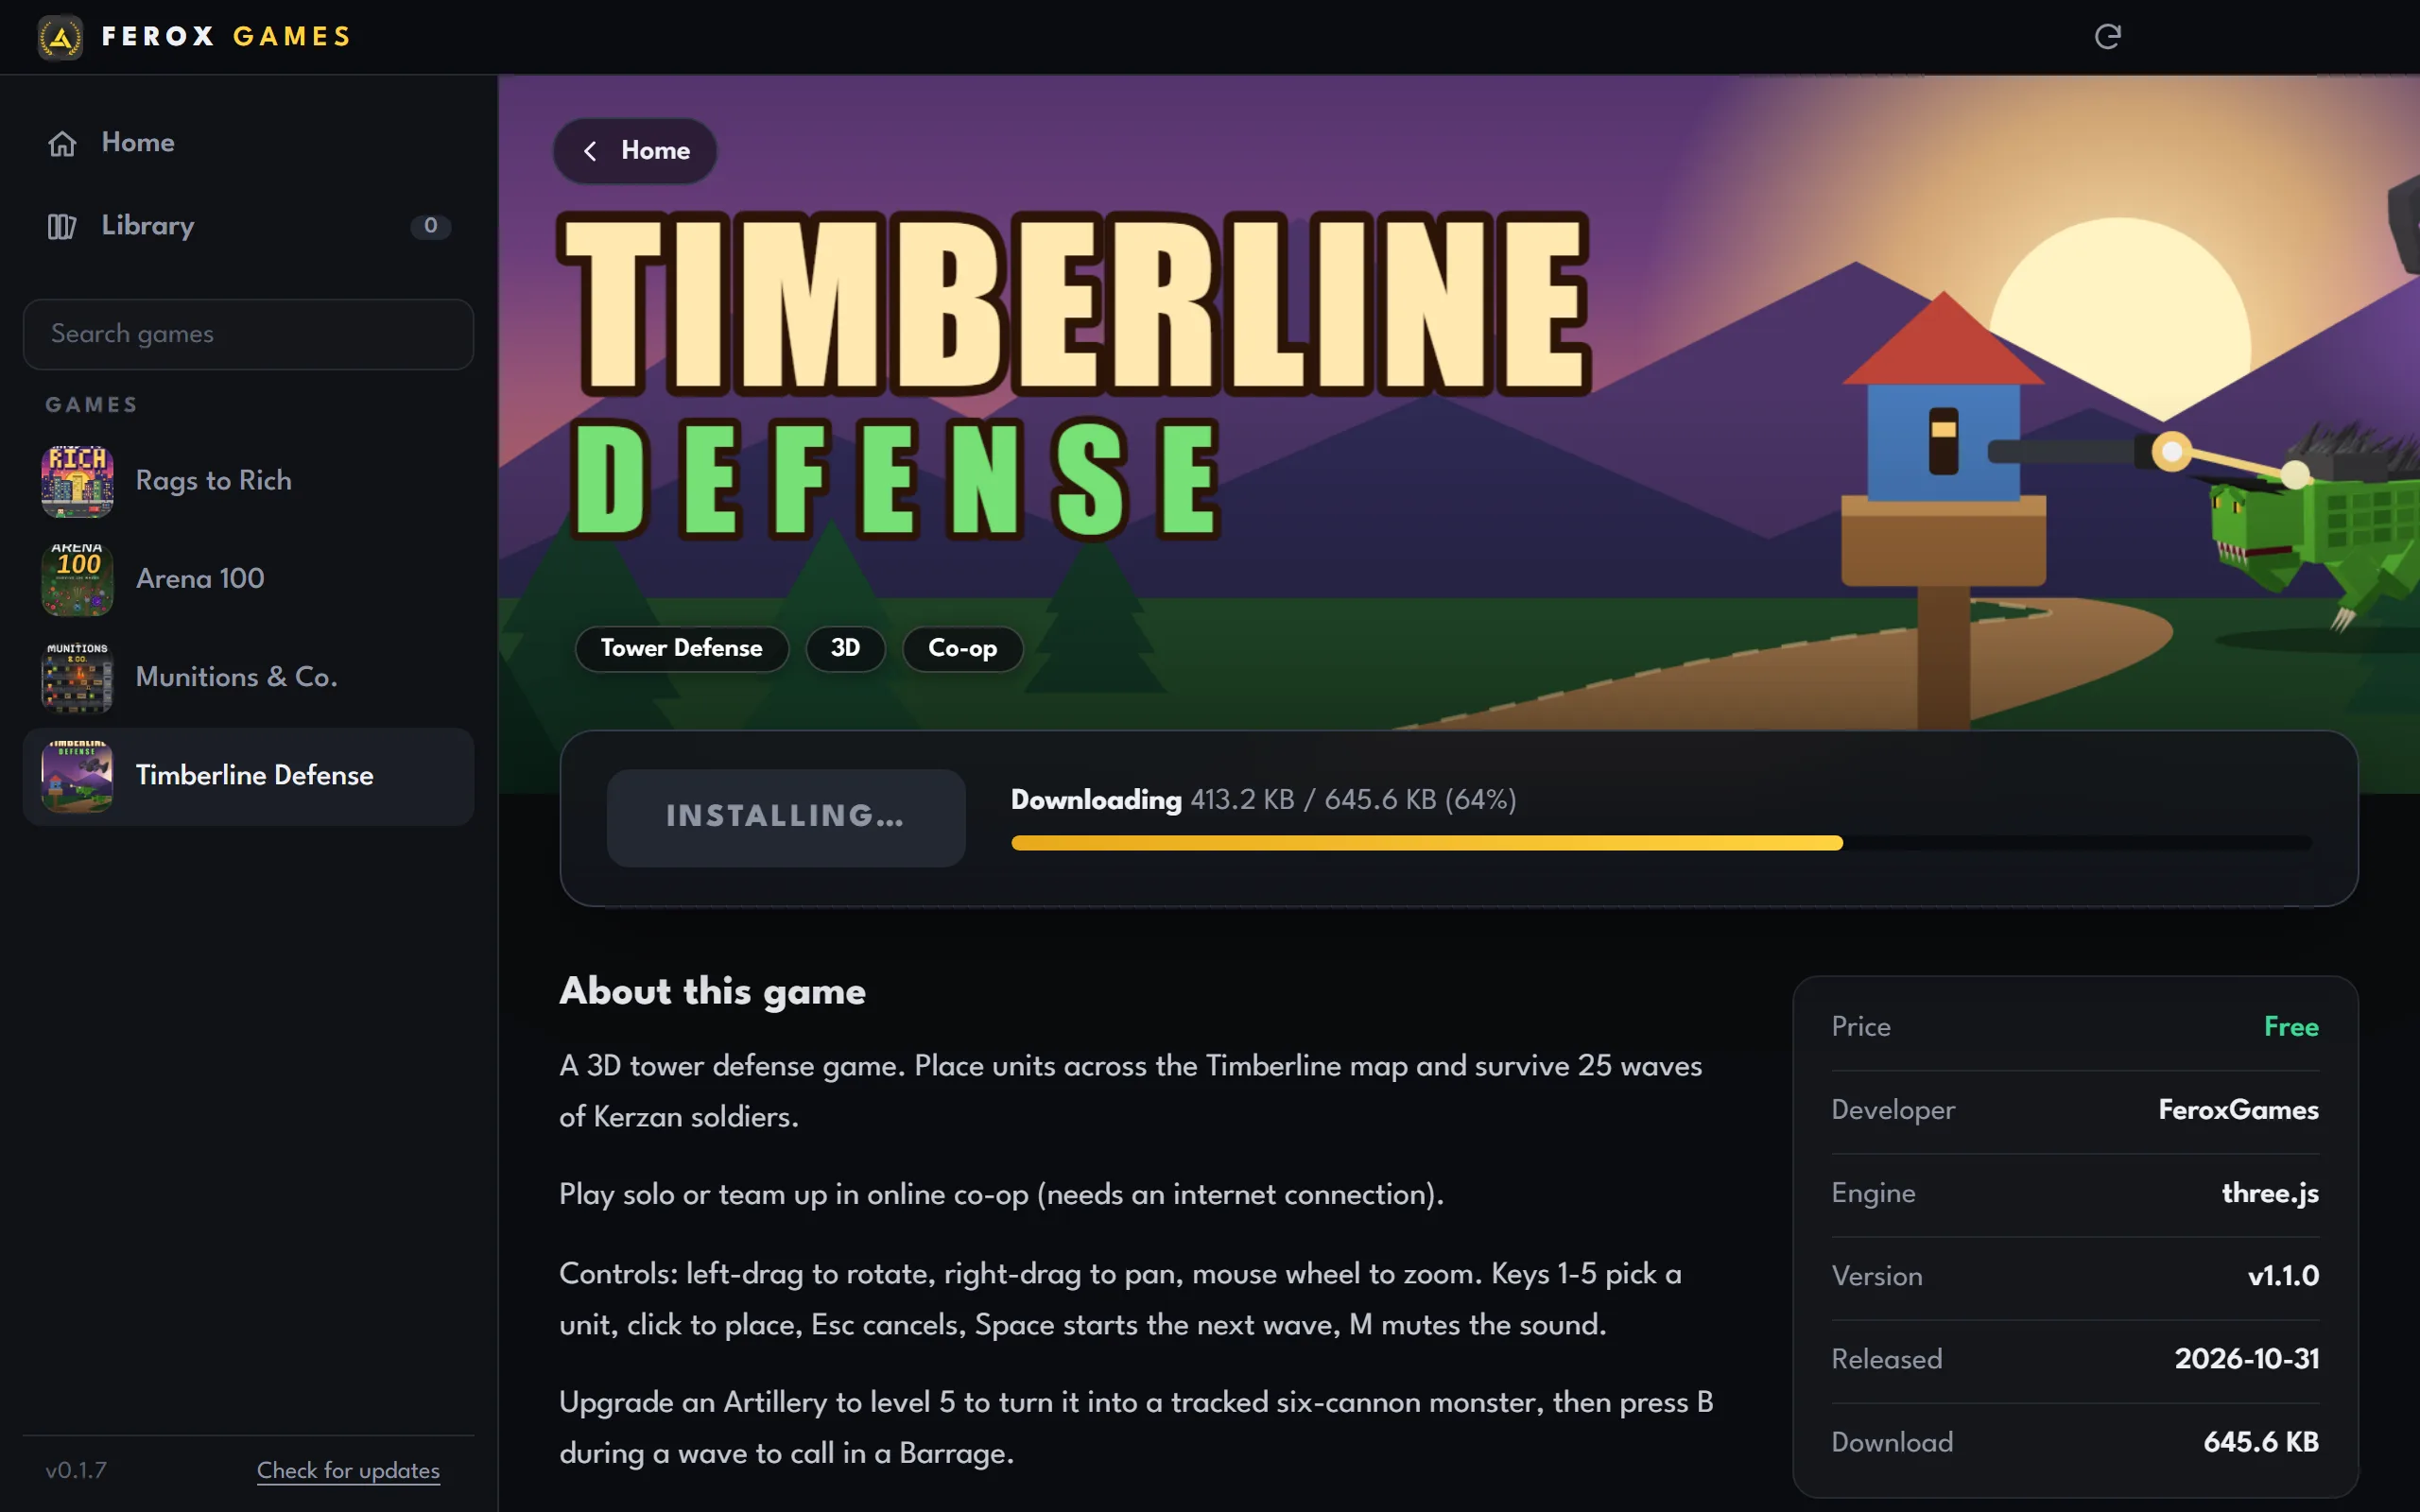 FEROX GAMES
Home
Library
0
Search games
GAMES
RICH
Rags to Rich
ARENA
100
Arena 100
MUNITIONS
& CO.
Munitions & Co.
TIMBERLINE
DEFENSE
Timberline Defense
v0.1.7
Check for updates
Home
TIMBERLINE
DEFENSE
Tower Defense
3D
Co-op
INSTALLING...
Downloading 413.2 KB / 645.6 KB (64%)
About this game
A 3D tower defense game. Place units across the Timberline map and survive 25 waves
of Kerzan soldiers.
Play solo or team up in online co-op (needs an internet connection).
Controls: left-drag to rotate, right-drag to pan, mouse wheel to zoom. Keys 1-5 pick a
unit, click to place, Esc cancels, Space starts the next wave, M mutes the sound.
Upgrade an Artillery to level 5 to turn it into a tracked six-cannon monster, then press B
during a wave to call in a Barrage.
Price Free
Developer FeroxGames
Engine three.js
Version v1.1.0
Released 2026-10-31
Download 645.6 KB